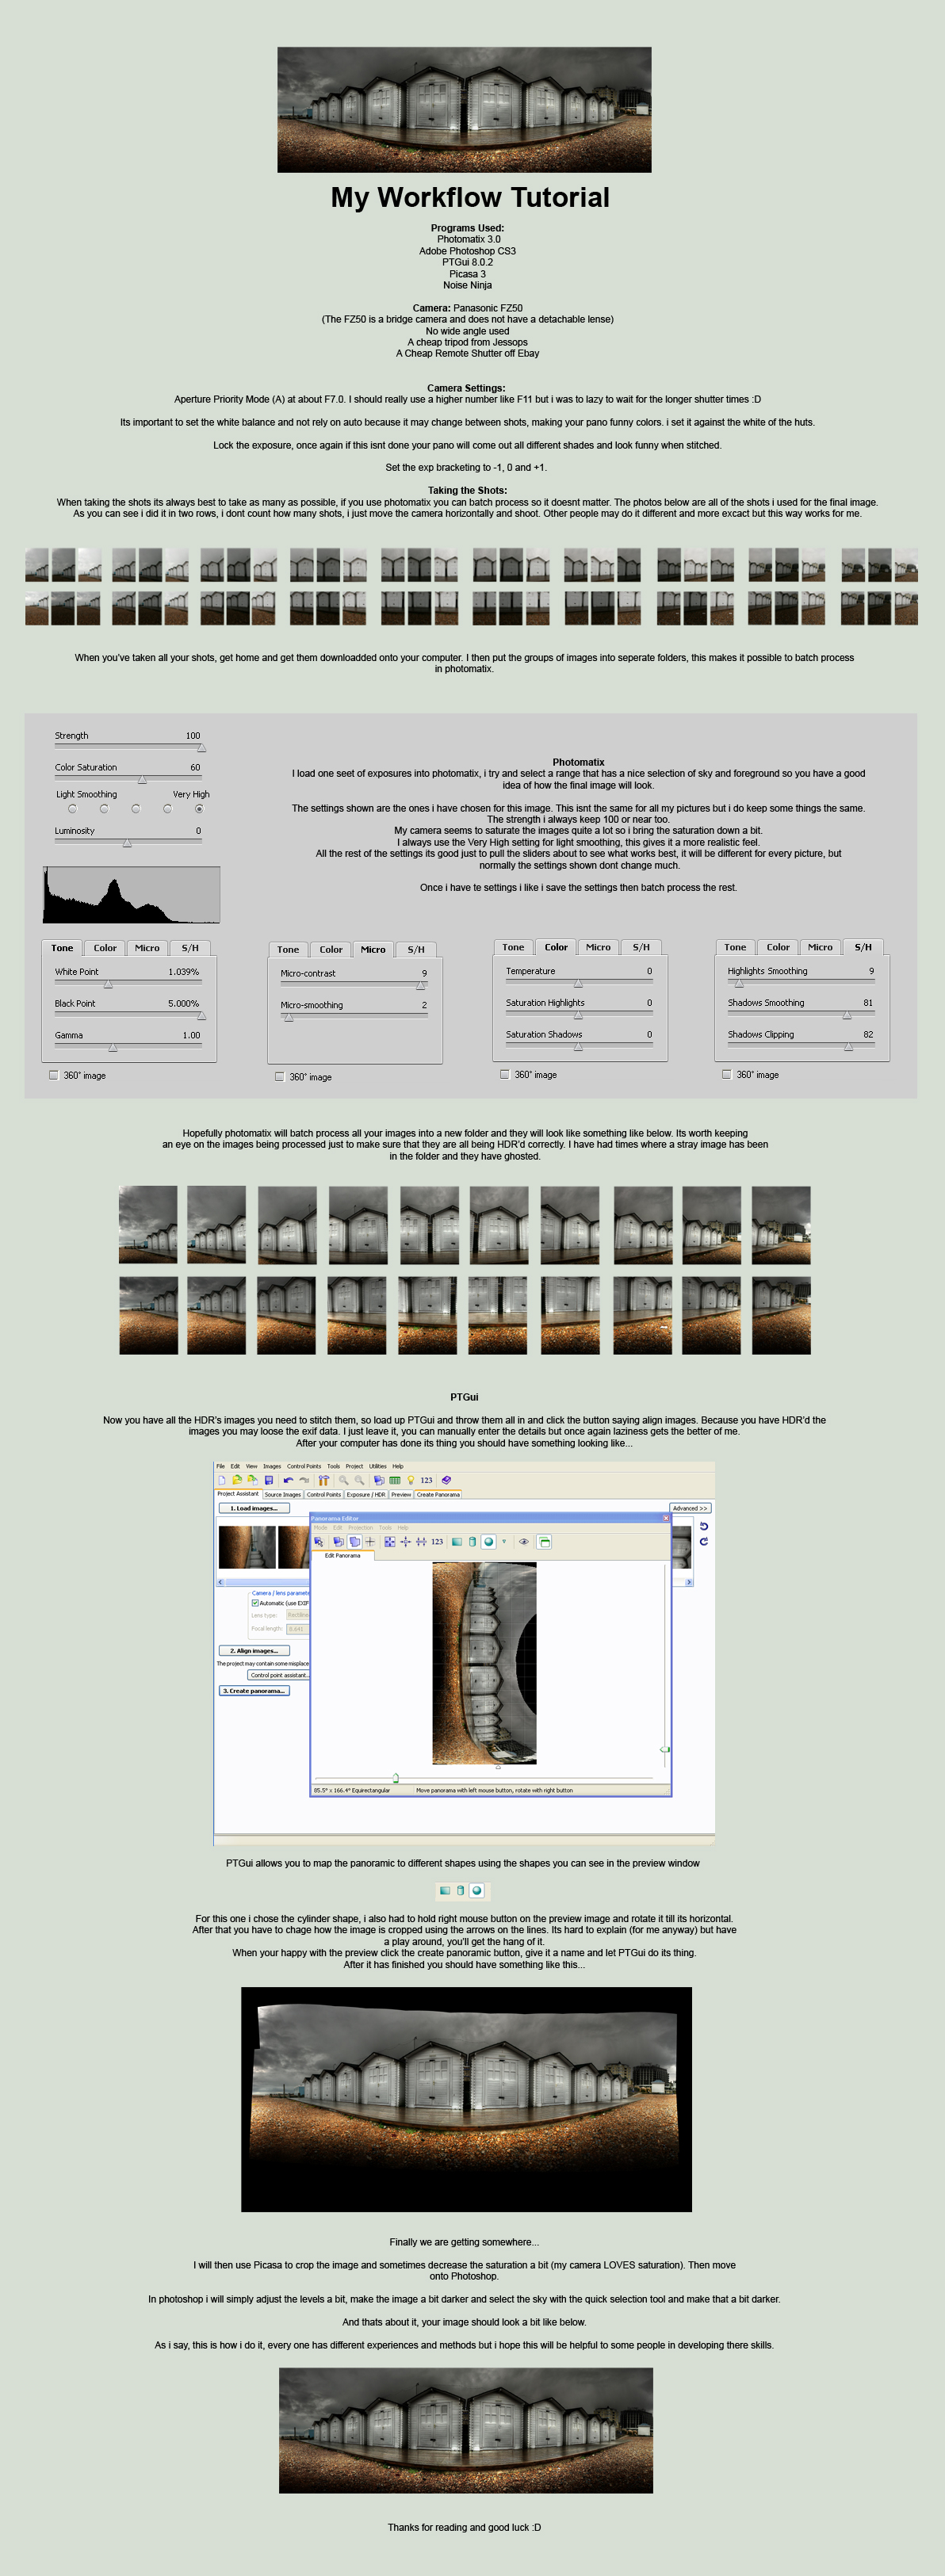 My Workflow Tutorial
Programs Used:
Photomatix 3.0
Adobe Photoshop CS3
PTGui 8.0.2
Picasa 3
Noise Ninja
Camera: Panasonic FZ50
(The FZ50 is a bridge camera and does not have a detachable lense)
No wide angle used
A cheap tripod from Jessops
A Cheap Remote Shutter off Ebay
Camera Settings:
Aperture Priority Mode (A) at about F7.0. I should really use a higher number like F11 but i was to lazy to wait for the longer shutter times :D
Its important to set the white balance and not rely on auto because it may change between shots, making your pano funny colors. i set it against the white of the huts.
Lock the exposure, once again if this isnt done your pano will come out all different shades and look funny when stitched.
Set the exp bracketing to -1, 0 and +1.
Taking the Shots:
When taking the shots its always best to take as many as possible, if you use photomatix you can batch process so it doesnt matter. The photos below are all of the shots i used for the final image.
As you can see i did it in two rows, i dont count how many shots, i just move the camera horizontally and shoot. Other people may do it different and more excact but this way works for me.
When you've taken all your shots, get home and get them downloadded onto your computer. I then put the groups of images into seperate folders, this makes it possible to batch process
in photomatix.
Strength 100
Color Saturation 60
Light Smoothing Very High
Luminosity 0
Photomatix
I load one seet of exposures into photomatix, i try and select a range that has a nice selection of sky and foreground so you have a good
idea of how the final image will look.
The settings shown are the ones i have chosen for this image. This isnt the same for all my pictures but i do keep some things the same.
The strength i always keep 100 or near too.
My camera seems to saturate the images quite a lot so i bring the saturation down a bit.
I always use the Very High setting for light smoothing, this gives it a more realistic feel.
All the rest of the settings its good just to pull the sliders about to see what works best, it will be different for every picture, but
normally the settings shown dont change much.
Once i have te settings i like i save the settings then batch process the rest.
Tone Color Micro S/H
White Point 1.039%
Black Point 5.000%
Gamma 1.00
360° image
Tone Color Micro S/H
Micro-contrast 9
Micro-smoothing 2
360° image
Tone Color Micro S/H
Temperature 0
Saturation Highlights 0
Saturation Shadows 0
360° image
Tone Color Micro S/H
Highlights Smoothing 9
Shadows Smoothing 81
Shadows Clipping 82
360° image
Hopefully photomatix will batch process all your images into a new folder and they will look like something like below. Its worth keeping
an eye on the images being processed just to make sure that they are all being HDR'd correctly. I have had times where a stray image has been
in the folder and they have ghosted.
PTGui
Now you have all the HDR's images you need to stitch them, so load up PTGui and throw them all in and click the button saying align images. Because you have HDR'd the
images you may loose the exif data. I just leave it, you can manually enter the details but once again laziness gets the better of me.
After your computer has done its thing you should have something looking like...
File Edit View Images Control Points Tools Project Utilities Help
123
Project Assistant Source Images Control Points Exposure / HDR Preview Create Panorama
1. Load images...
Advanced >>
Panorama Editor
Mode Edit Projection Tools Help
123
Edit Panorama
Camera / lens paramete
Automatic (use EXIF
Lens type: Rectilinea
Focal length: 8.641
2. Align images...
The project may contain some misplace
Control point assistant...
3. Create panorama...
85.5° x 166.4° Equirectangular Move panorama with left mouse button, rotate with right button
PTGui allows you to map the panoramic to different shapes using the shapes you can see in the preview window
For this one i chose the cylinder shape, i also had to hold right mouse button on the preview image and rotate it till its horizontal.
After that you have to chage how the image is cropped using the arrows on the lines. Its hard to explain (for me anyway) but have
a play around, you'll get the hang of it.
When your happy with the preview click the create panoramic button, give it a name and let PTGui do its thing.
After it has finished you should have something like this...
Finally we are getting somewhere...
I will then use Picasa to crop the image and sometimes decrease the saturation a bit (my camera LOVES saturation). Then move
onto Photoshop.
In photoshop i will simply adjust the levels a bit, make the image a bit darker and select the sky with the quick selection tool and make that a bit darker.
And thats about it, your image should look a bit like below.
As i say, this is how i do it, every one has different experiences and methods but i hope this will be helpful to some people in developing there skills.
Thanks for reading and good luck :D